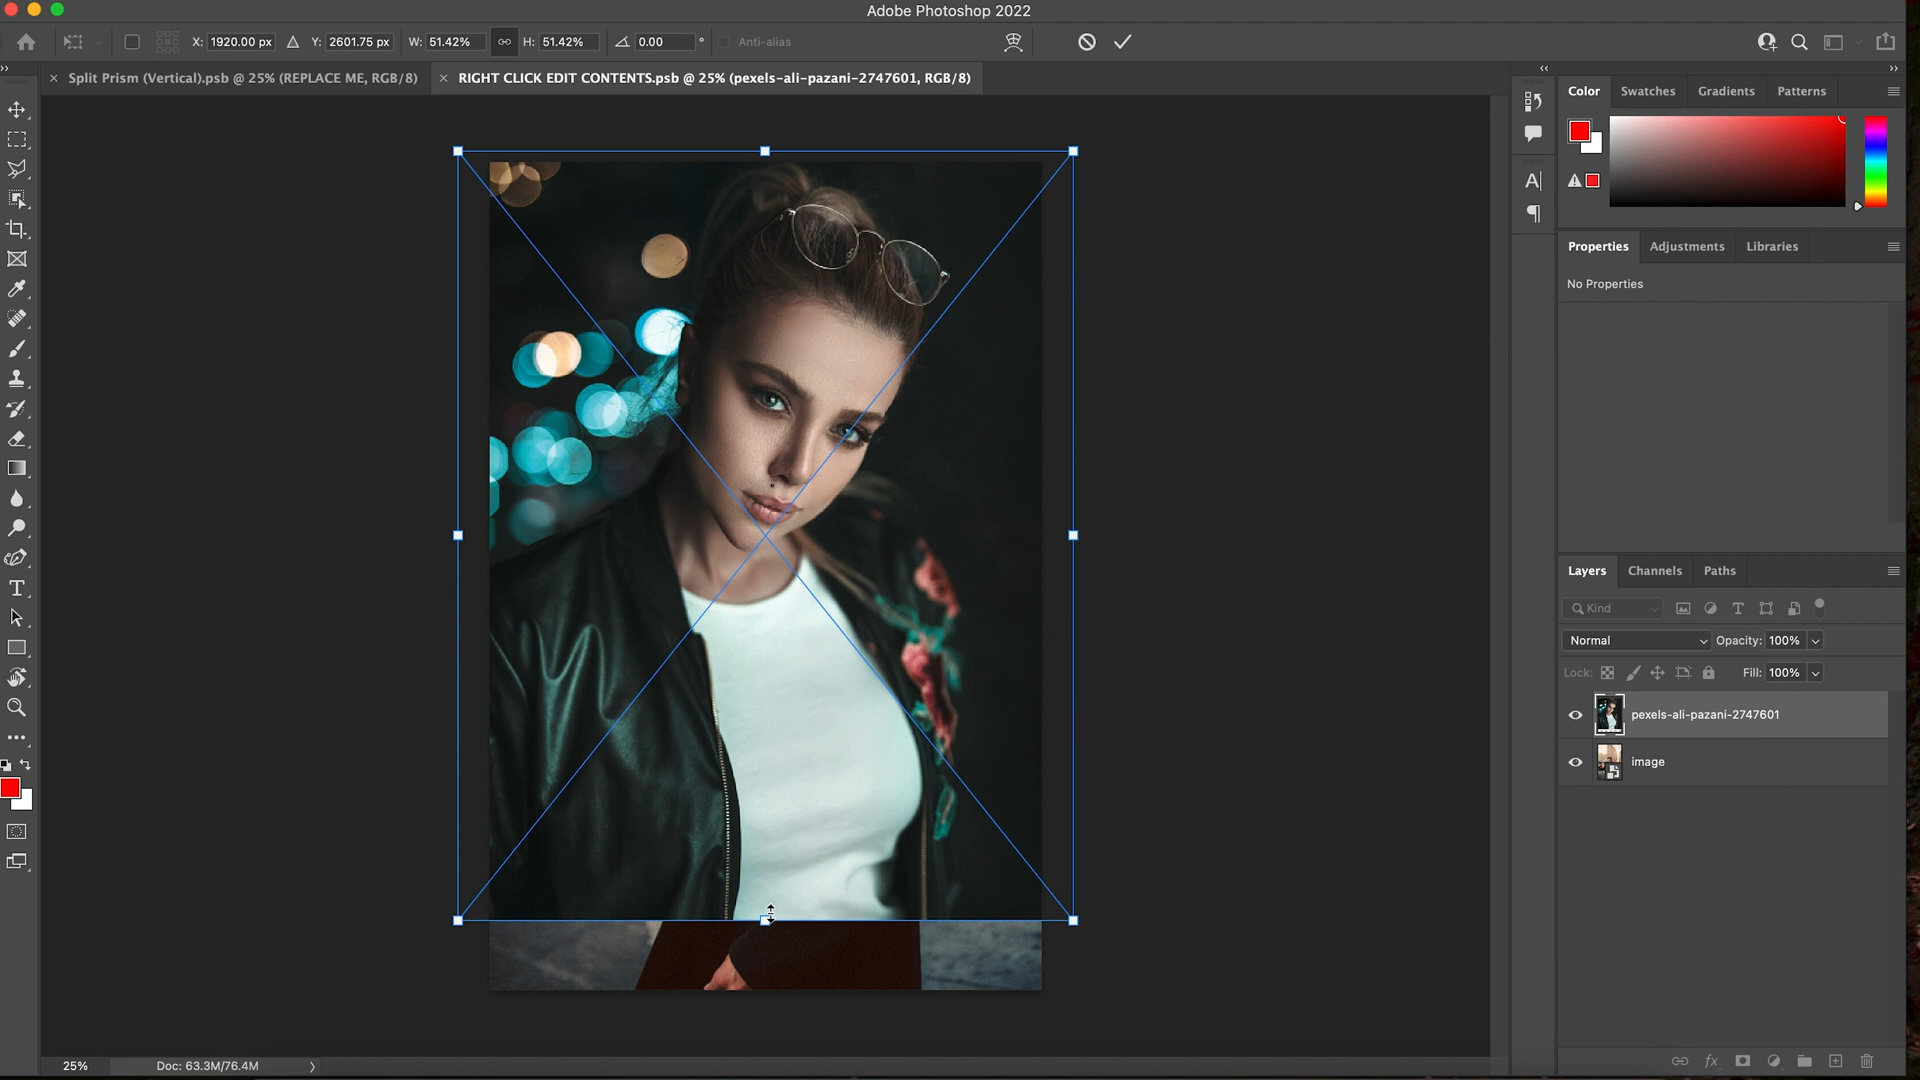 Adobe Photoshop 2022
X: 1920.00 px Y: 2601.75 px W: 51.42% H: 51.42% 0.00 ° Anti-alias
Split Prism (Vertical).psb @ 25% (REPLACE ME, RGB/8) RIGHT CLICK EDIT CONTENTS.psb @ 25% (pexels-ali-pazani-2747601, RGB/8)
Color Swatches Gradients Patterns
Properties Adjustments Libraries
No Properties
Layers Channels Paths
Kind
Normal Opacity: 100%
Lock: Fill: 100%
pexels-ali-pazani-2747601
image
25% Doc: 63.3M/76.4M